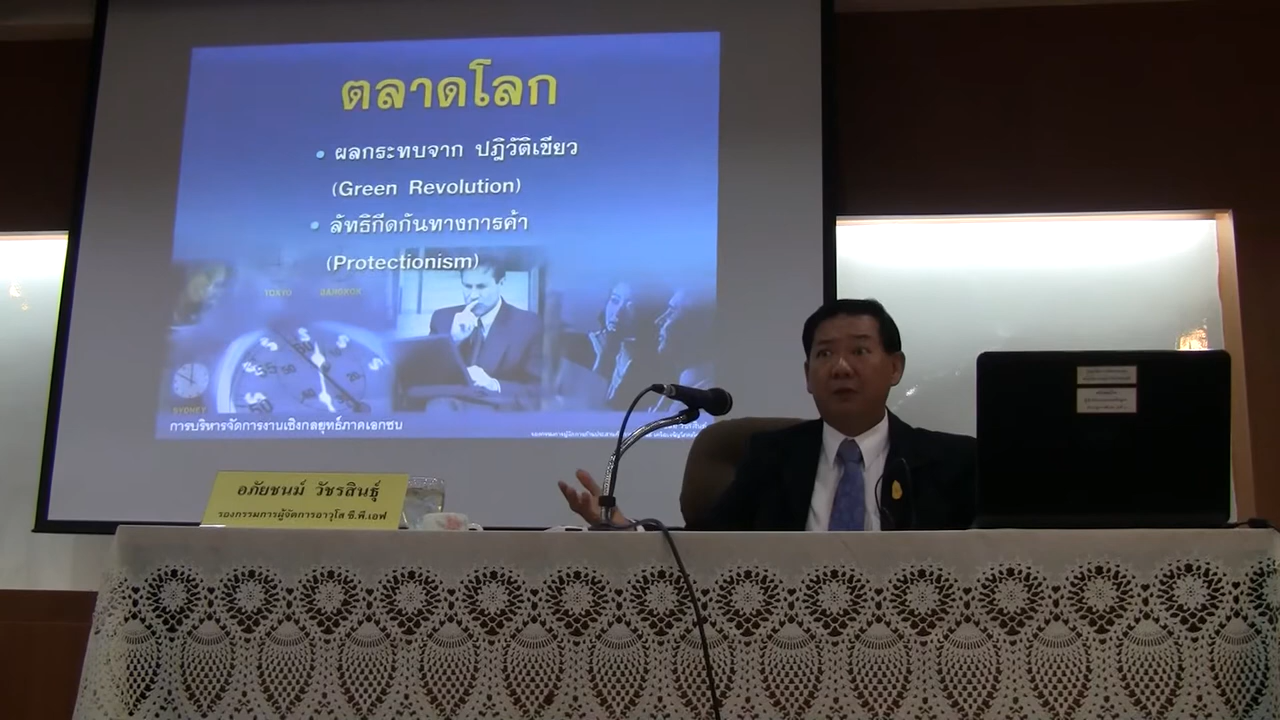 ตลาดโลก
• ผลกระทบจาก ปฎิวัติเขียว
(Green Revolution)
• ลัทธิกีดกันทางการค้า
(Protectionism)
TOKYO BANGKOK
SYDNEY
การบริหารจัดการงานเชิงกลยุทธ์ภาคเอกชน
อภัยชนม์ วัชรสินธุ์
รองกรรมการผู้จัดการอาวุโส ซี.พี.เอฟ